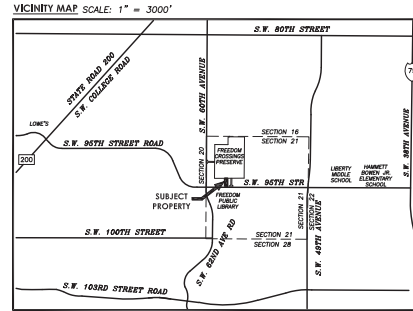 VICINITY MAP SCALE: 1" = 3000'
S.W. 80TH STREET
STATE ROAD 200
S.W. COLLEGE ROAD
S.W. 60TH AVENUE
S.W. 38TH AVENUE
LOWE'S
SECTION 16
SECTION 21
FREEDOM
CROSSINGS
PRESERVE
S.W. 95TH STREET ROAD
200
SECTION 20
LIBERTY
MIDDLE
SCHOOL
HAMMETT
BOWEN JR.
ELEMENTARY
SCHOOL
S.W. 95TH STR
SUBJECT
PROPERTY
FREEDOM
PUBLIC
LIBRARY
SECTION 21
SECTION 22
S.W. 49TH AVENUE
S.W. 62ND AVE RD
S.W. 100TH STREET
SECTION 21
SECTION 28
S.W. 103RD STREET ROAD